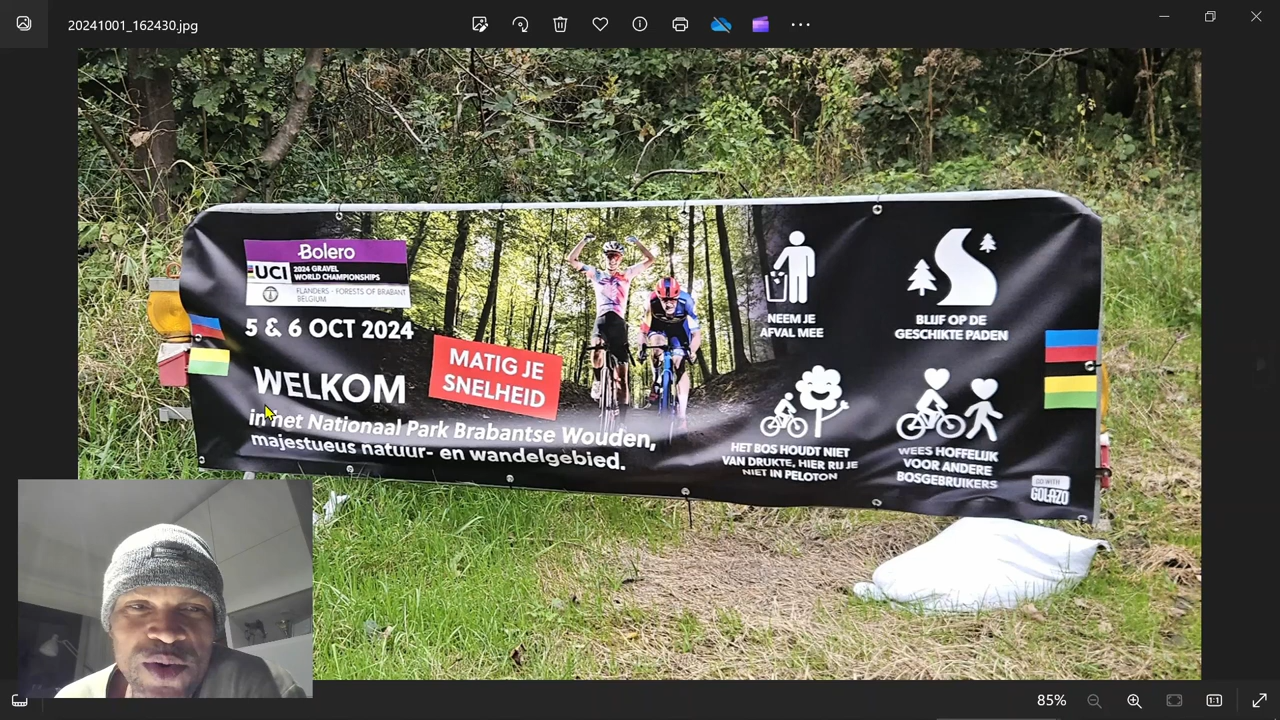 20241001_162430.jpg
Bolero
UCI
2024 GRAVEL
WORLD CHAMPIONSHIPS
FLANDERS - FORESTS OF BRABANT
BELGIUM
5 & 6 OCT 2024
MATIG JE
SNELHEID
WELKOM
in het Nationaal Park Brabantse Wouden,
majestueus natuur- en wandelgebied.
NEEM JE
AFVAL MEE
BLIJF OP DE
GESCHIKTE PADEN
HET BOS HOUDT NIET
VAN DRUKTE, HIER RIJ JE
NIET IN PELOTON
WEES HOFFELIJK
VOOR ANDERE
BOSGEBRUIKERS
GO WITH
GOLAZO
85%
1:1